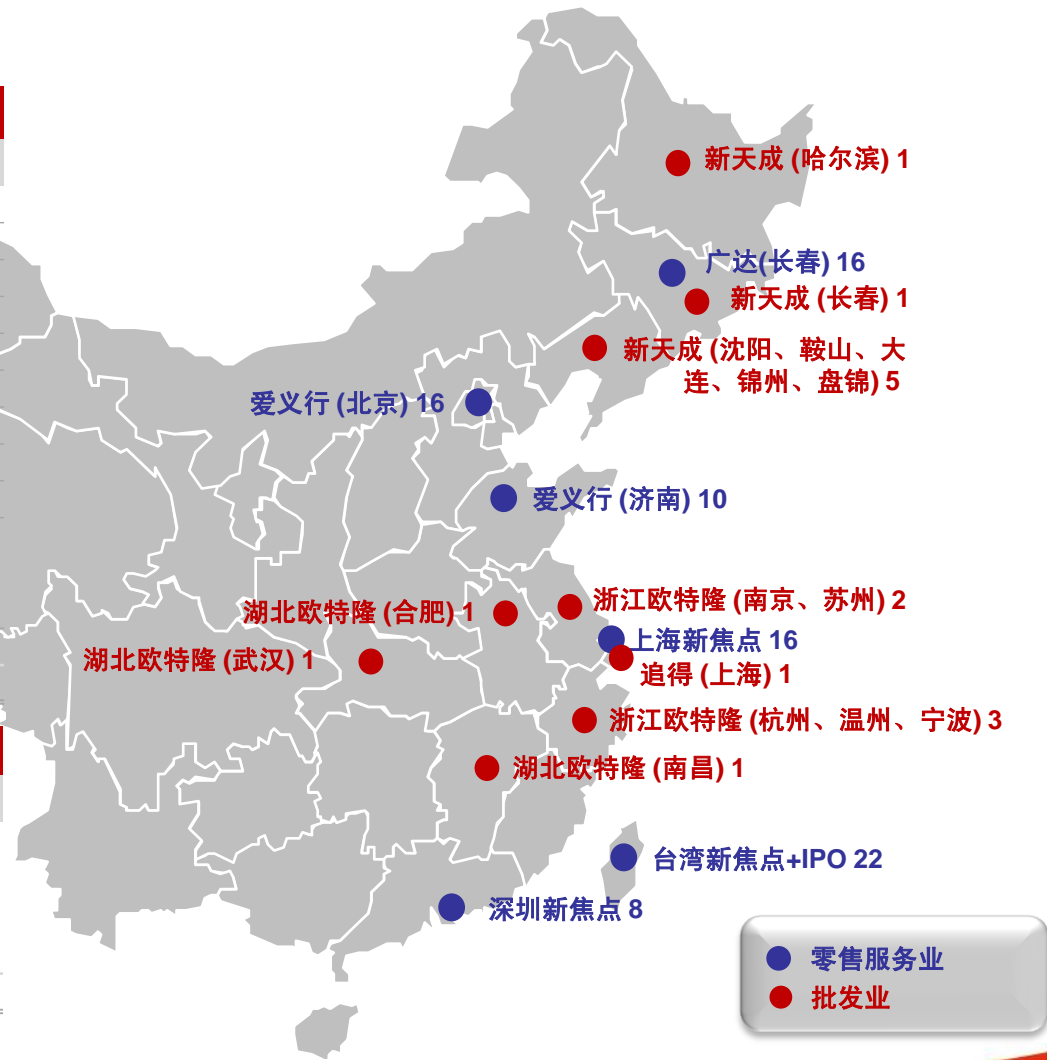 新天成 (哈尔滨) 1
广达(长春) 16
新天成 (长春) 1
新天成 (沈阳、鞍山、大
连、锦州、盘锦) 5
爱义行 (北京) 16
爱义行 (济南) 10
浙江欧特隆 (南京、苏州) 2
湖北欧特隆 (合肥) 1
上海新焦点 16
湖北欧特隆 (武汉) 1
追得 (上海) 1
浙江欧特隆 (杭州、温州、宁波) 3
湖北欧特隆 (南昌) 1
台湾新焦点+IPO 22
深圳新焦点 8
零售服务业
批发业